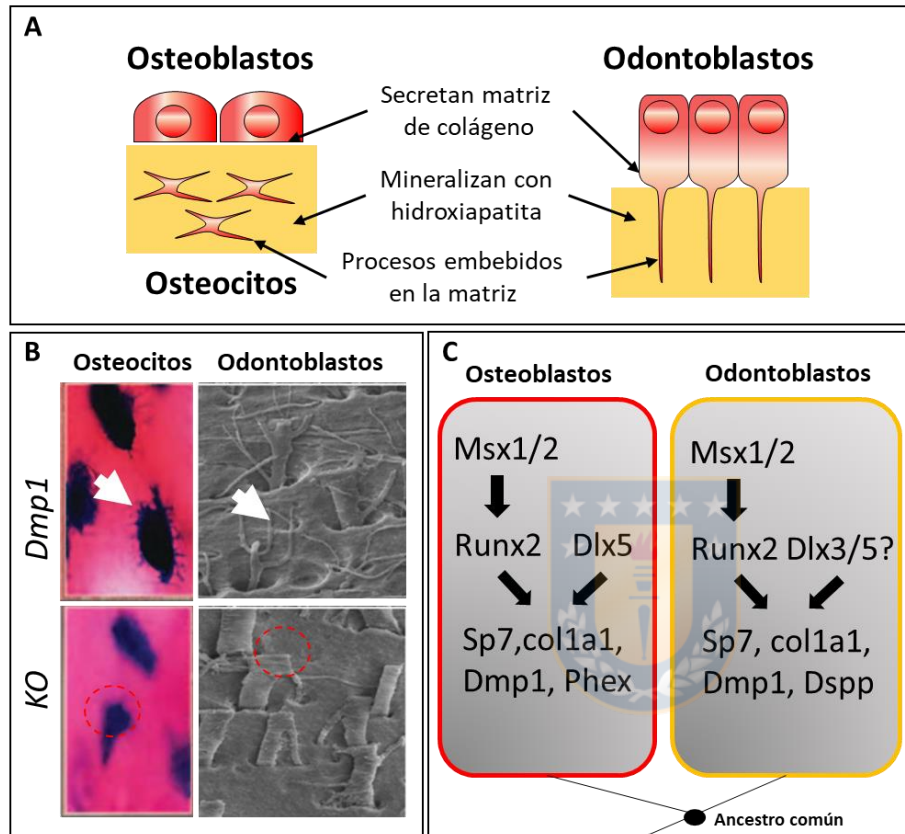 A
Osteoblastos
Odontoblastos
Secretan matriz
de colágeno
Mineralizan con
hidroxiapatita
Procesos embebidos
en la matriz
Osteocitos
B
Osteocitos
Odontoblastos
Dmp1
KO
C
Osteoblastos
Odontoblastos
Msx1/2
Runx2 Dlx5
Sp7,col1a1,
Dmp1, Phex
Msx1/2
Runx2 Dlx3/5?
Sp7, col1a1,
Dmp1, Dspp
Ancestro común